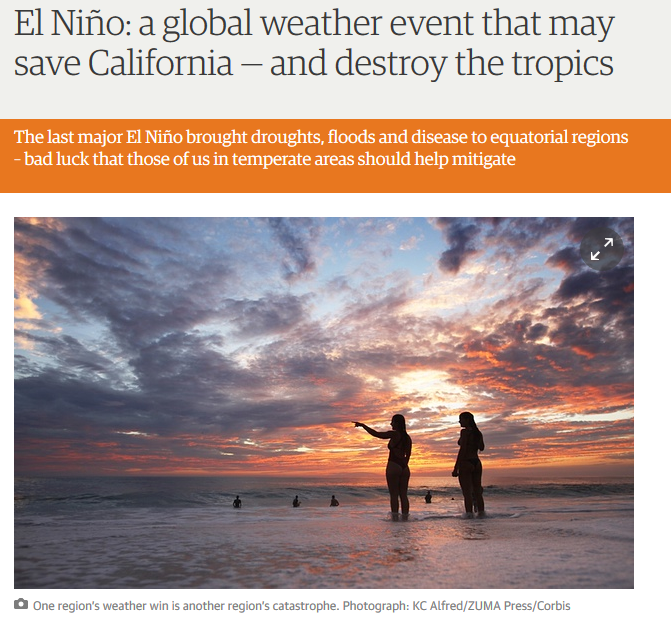 El Niño: a global weather event that may
save California — and destroy the tropics
The last major El Niño brought droughts, floods and disease to equatorial regions
– bad luck that those of us in temperate areas should help mitigate
One region's weather win is another region's catastrophe. Photograph: KC Alfred/ZUMA Press/Corbis